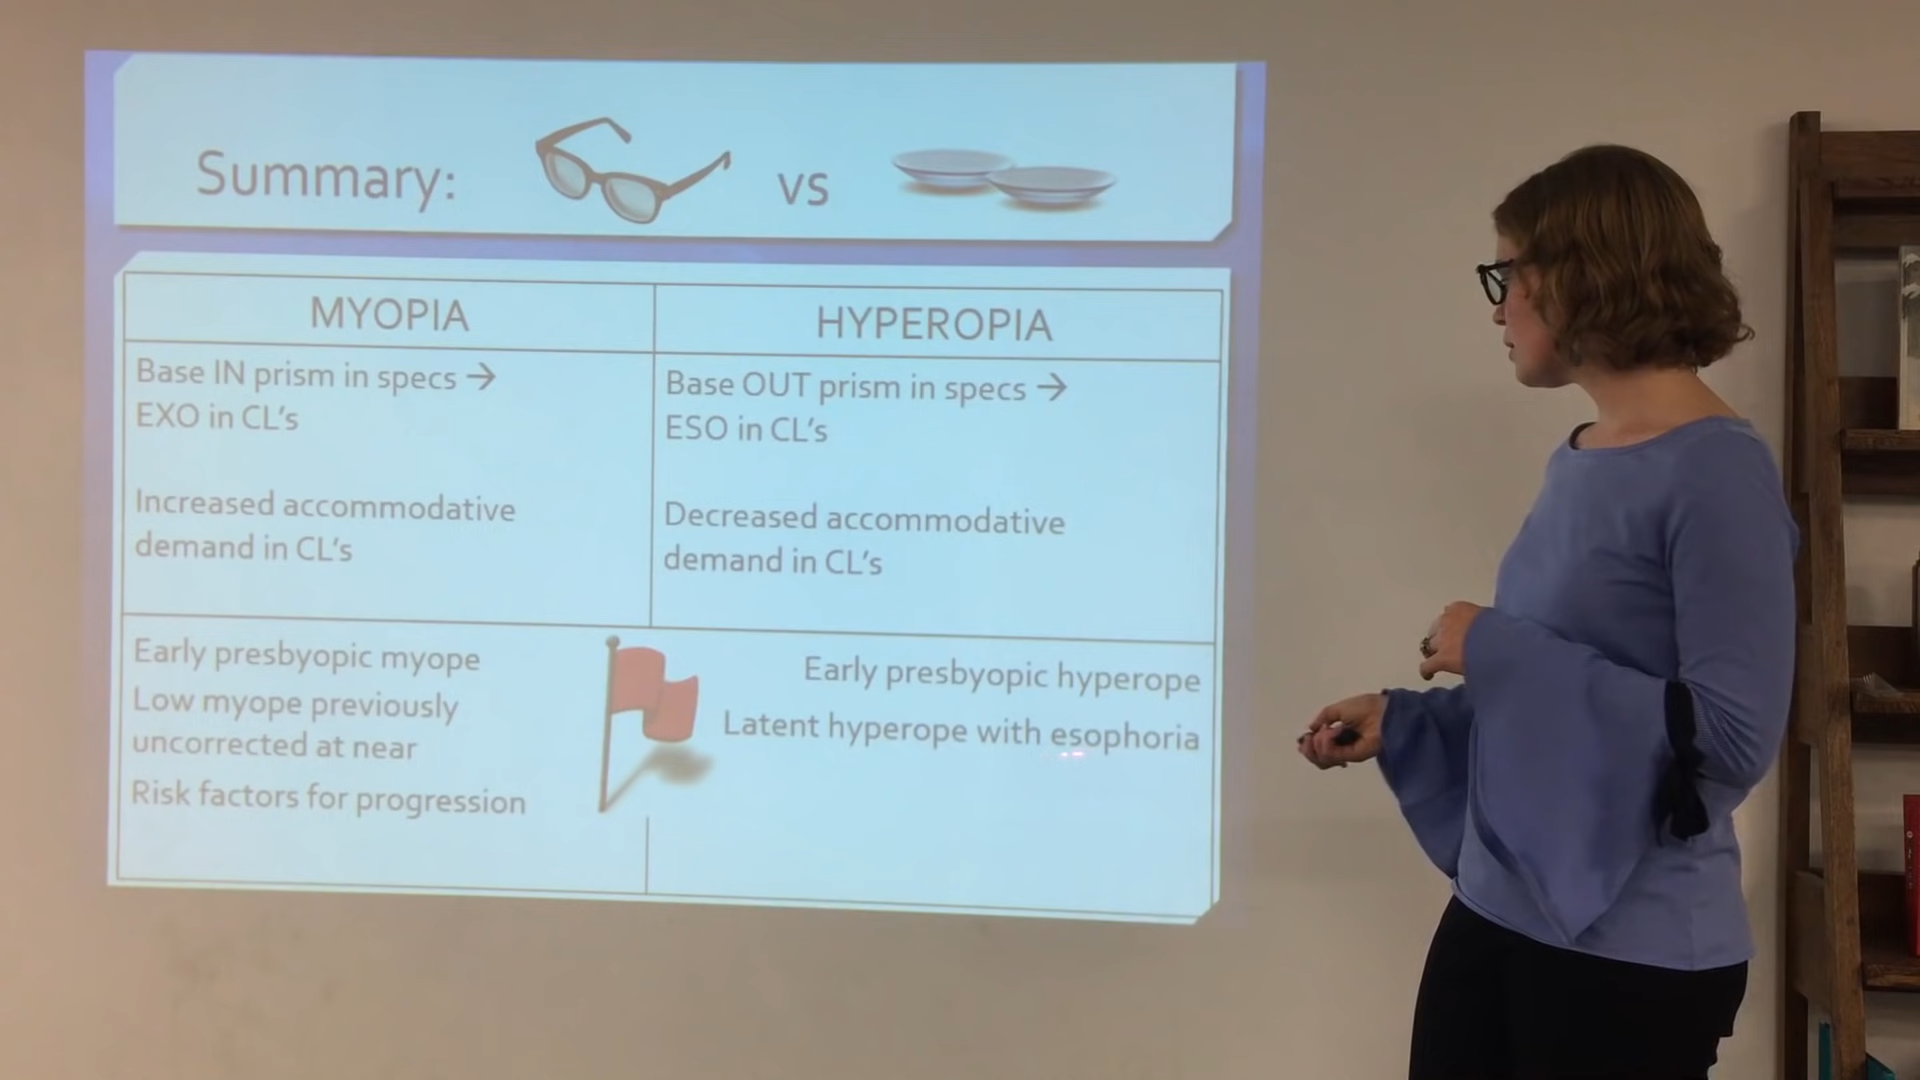 Summary: vs
MYOPIA
Base IN prism in specs →
EXO in CL's
Increased accommodative
demand in CL's
HYPEROPIA
Base OUT prism in specs →
ESO in CL's
Decreased accommodative
demand in CL's
Early presbyopic myope
Low myope previously
uncorrected at near
Risk factors for progression
Early presbyopic hyperope
Latent hyperope with esophoria